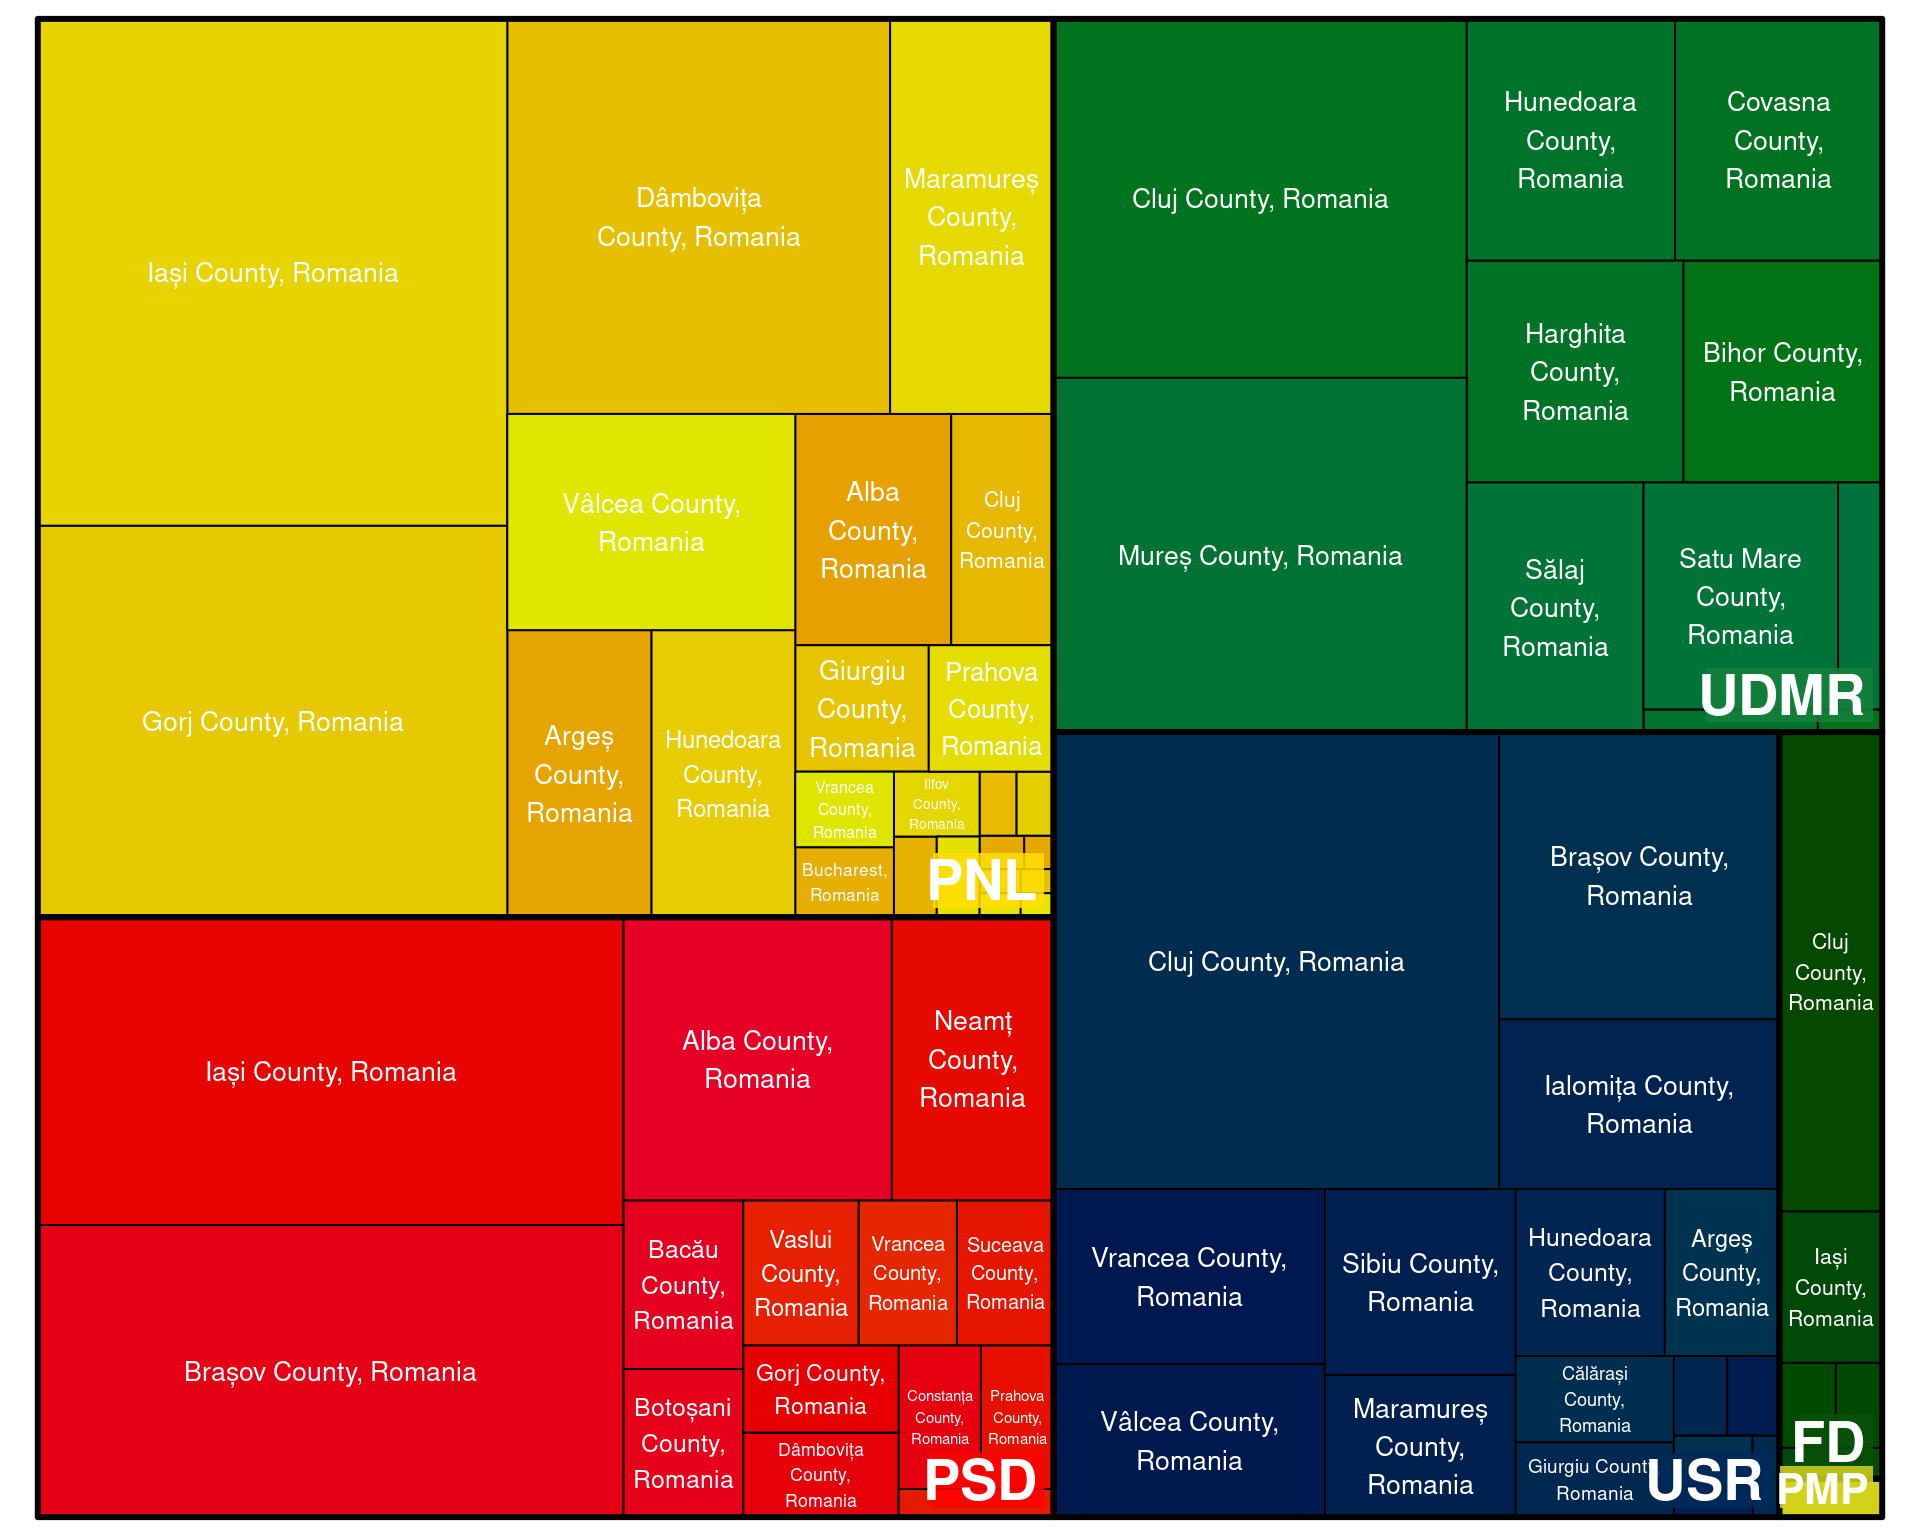 Iași County, Romania
Dâmbovița
County, Romania
Maramureș
County,
Romania
Gorj County, Romania
Vâlcea County,
Romania
Alba
County,
Romania
Cluj
County,
Romania
Argeș
County,
Romania
Hunedoara
County,
Romania
Giurgiu
County,
Romania
Prahova
County,
Romania
Vrancea
County,
Romania
Ilfov
County,
Romania
Bucharest,
Romania
PNL
Cluj County, Romania
Hunedoara
County,
Romania
Covasna
County,
Romania
Mureș County, Romania
Harghita
County,
Romania
Bihor County,
Romania
Sălaj
County,
Romania
Satu Mare
County,
Romania
UDMR
Iași County, Romania
Alba County,
Romania
Neamț
County,
Romania
Brașov County, Romania
Bacău
County,
Romania
Vaslui
County,
Romania
Vrancea
County,
Romania
Suceava
County,
Romania
Botoșani
County,
Romania
Gorj County,
Romania
Dâmbovița
County,
Romania
Constanța
County,
Romania
Prahova
County,
Romania
PSD
Cluj County, Romania
Brașov County,
Romania
Ialomița County,
Romania
Vrancea County,
Romania
Sibiu County,
Romania
Hunedoara
County,
Romania
Argeș
County,
Romania
Vâlcea County,
Romania
Maramureș
County,
Romania
Călărași
County,
Romania
Giurgiu County,
Romania
USR
Cluj
County,
Romania
Iași
County,
Romania
FD
PMP